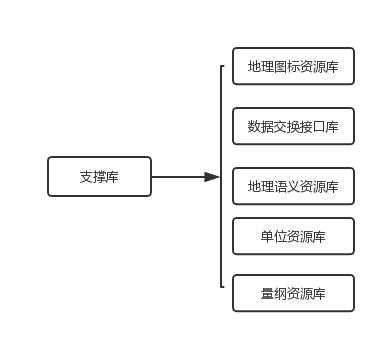 地理图标资源库
数据交换接口库
支撑库
地理语义资源库
单位资源库
量纲资源库